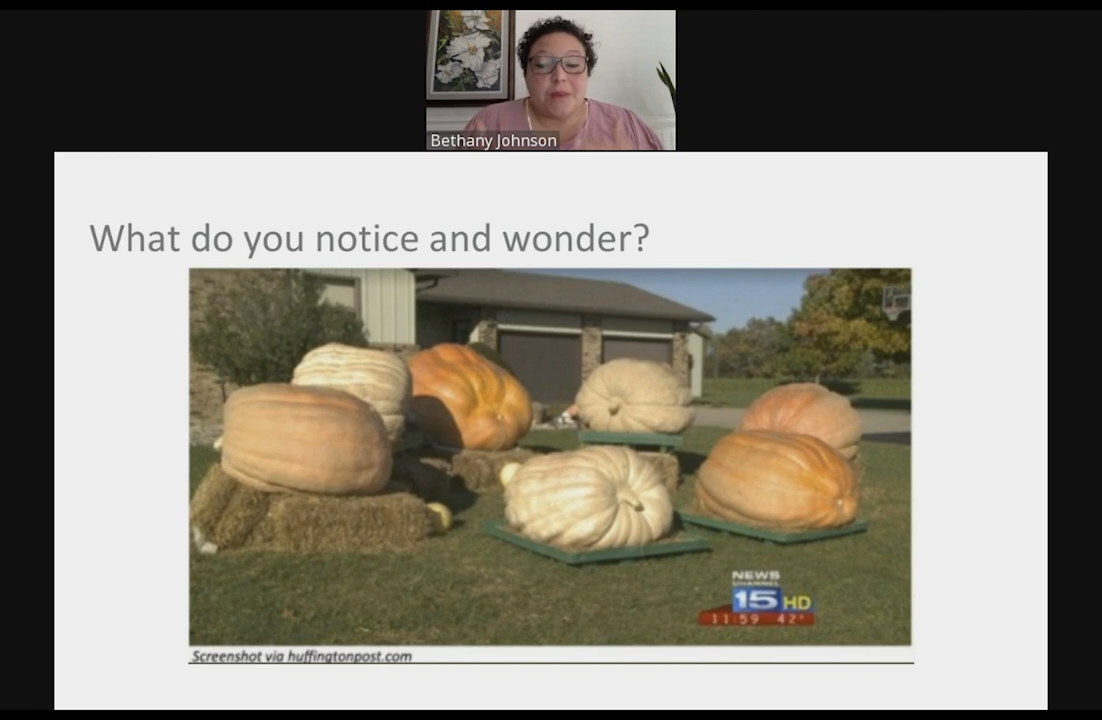 Bethany Johnson
What do you notice and wonder?
NEWS
CHANNEL
15 HD
11:59 42°
Screenshot via huffingtonpost.com